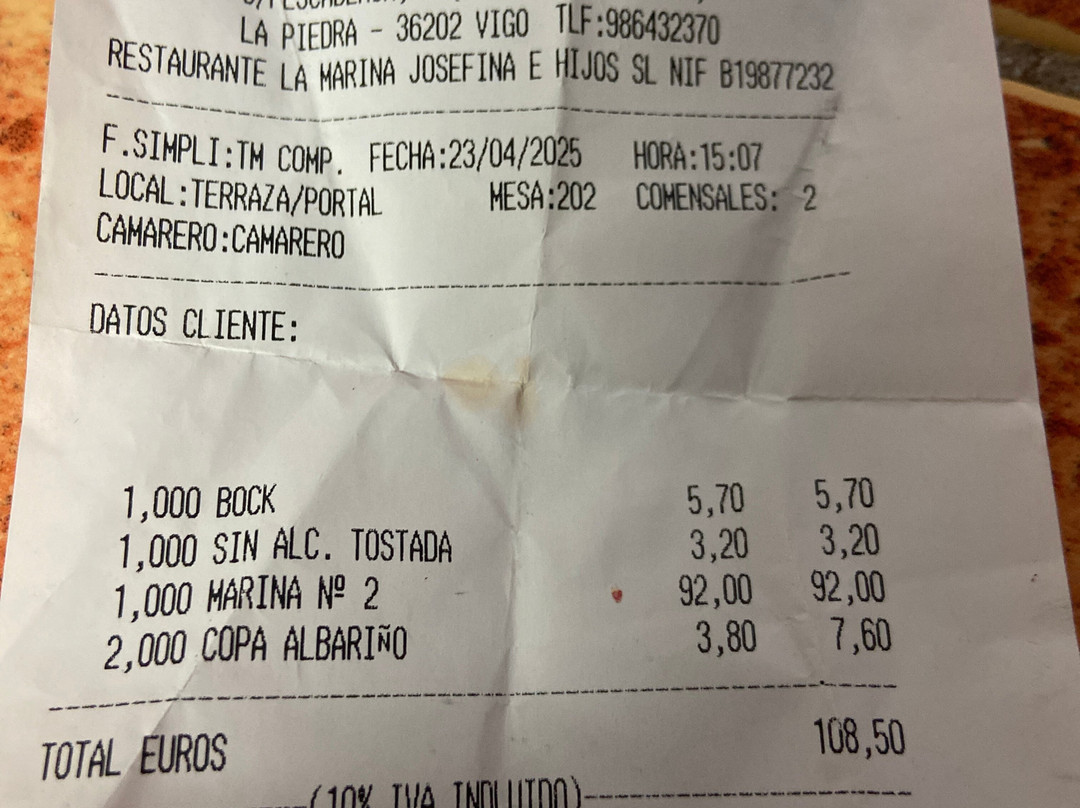 LA PIEDRA - 36202 VIGO TLF:986432370
RESTAURANTE LA MARINA JOSEFINA E HIJOS SL NIF B19877232
F.SIMPLI:TM COMP. FECHA:23/04/2025 HORA:15:07
LOCAL:TERRAZA/PORTAL MESA:202 COMENSALES: 2
CAMARERO:CAMARERO
DATOS CLIENTE:
1,000 BOCK 5,70 5,70
1,000 SIN ALC. TOSTADA 3,20 3,20
1,000 MARINA Nº 2 92,00 92,00
2,000 COPA ALBARIÑO 3,80 7,60
TOTAL EUROS 108,50
(10% IVA INCLUIDO)